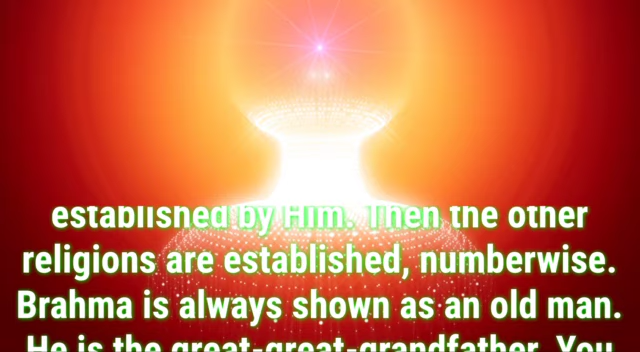 established by Him. Then the other
religions are established, numberwise.
Brahma is always shown as an old man.
He is the great-great-grandfather. You